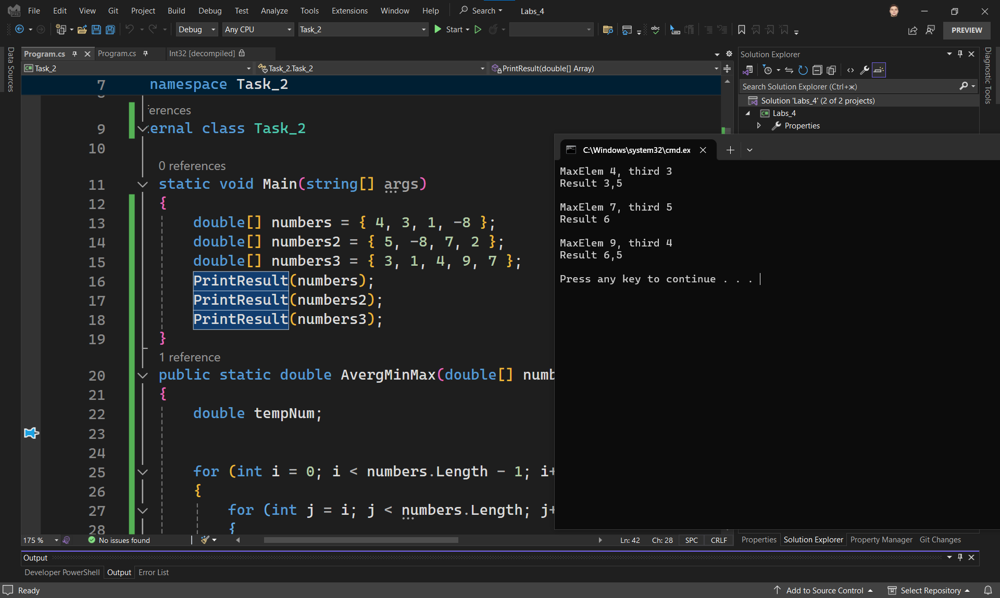 File Edit View Git Project Build Debug Test Analyze Tools Extensions Window Help Search Labs_4
Debug Any CPU Task_2 Start abc PREVIEW
Data Sources
Program.cs Program.cs Int32 [decompiled]
Task_2 Task_2.Task_2 PrintResult(double[] Array)
7 namespace Task_2
ferences
9 ernal class Task_2
10
0 references
11 static void Main(string[] args)
12 {
13 double[] numbers = { 4, 3, 1, -8 };
14 double[] numbers2 = { 5, -8, 7, 2 };
15 double[] numbers3 = { 3, 1, 4, 9, 7 };
16 PrintResult(numbers);
17 PrintResult(numbers2);
18 PrintResult(numbers3);
19 }
1 reference
20 public static double AvergMinMax(double[] numb
21 {
22 double tempNum;
23
24
25 for (int i = 0; i < numbers.Length - 1; i+
26 {
27 for (int j = i; j < numbers.Length; j+
28 {
175 % No issues found Ln: 42 Ch: 28 SPC CRLF
Solution Explorer
Search Solution Explorer (Ctrl+ж)
Solution 'Labs_4' (2 of 2 projects)
C# Labs_4
Properties
Diagnostic Tools
C:\Windows\system32\cmd.ex
MaxElem 4, third 3
Result 3,5
MaxElem 7, third 5
Result 6
MaxElem 9, third 4
Result 6,5
Press any key to continue . . .
Properties Solution Explorer Property Manager Git Changes
Output
Developer PowerShell Output Error List
Ready Add to Source Control Select Repository